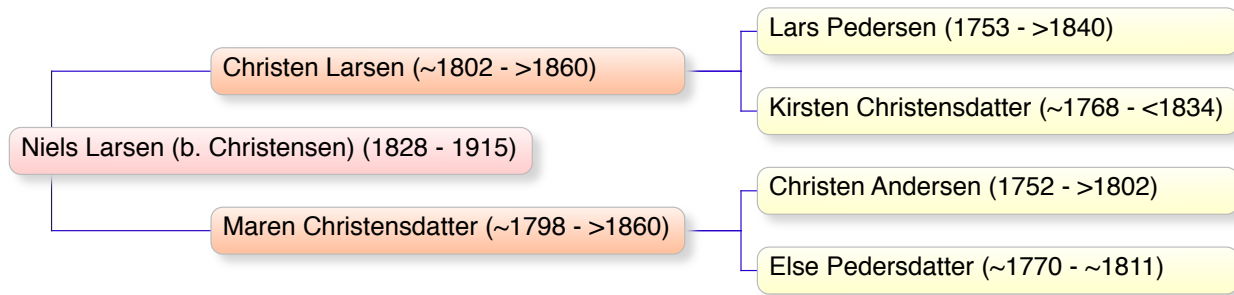 Lars Pedersen (1753 - >1840)
Christen Larsen (~1802 - >1860)
Kirsten Christensdatter (~1768 - <1834)
Niels Larsen (b. Christensen) (1828 - 1915)
Christen Andersen (1752 - >1802)
Maren Christensdatter (~1798 - >1860)
Else Pedersdatter (~1770 - ~1811)